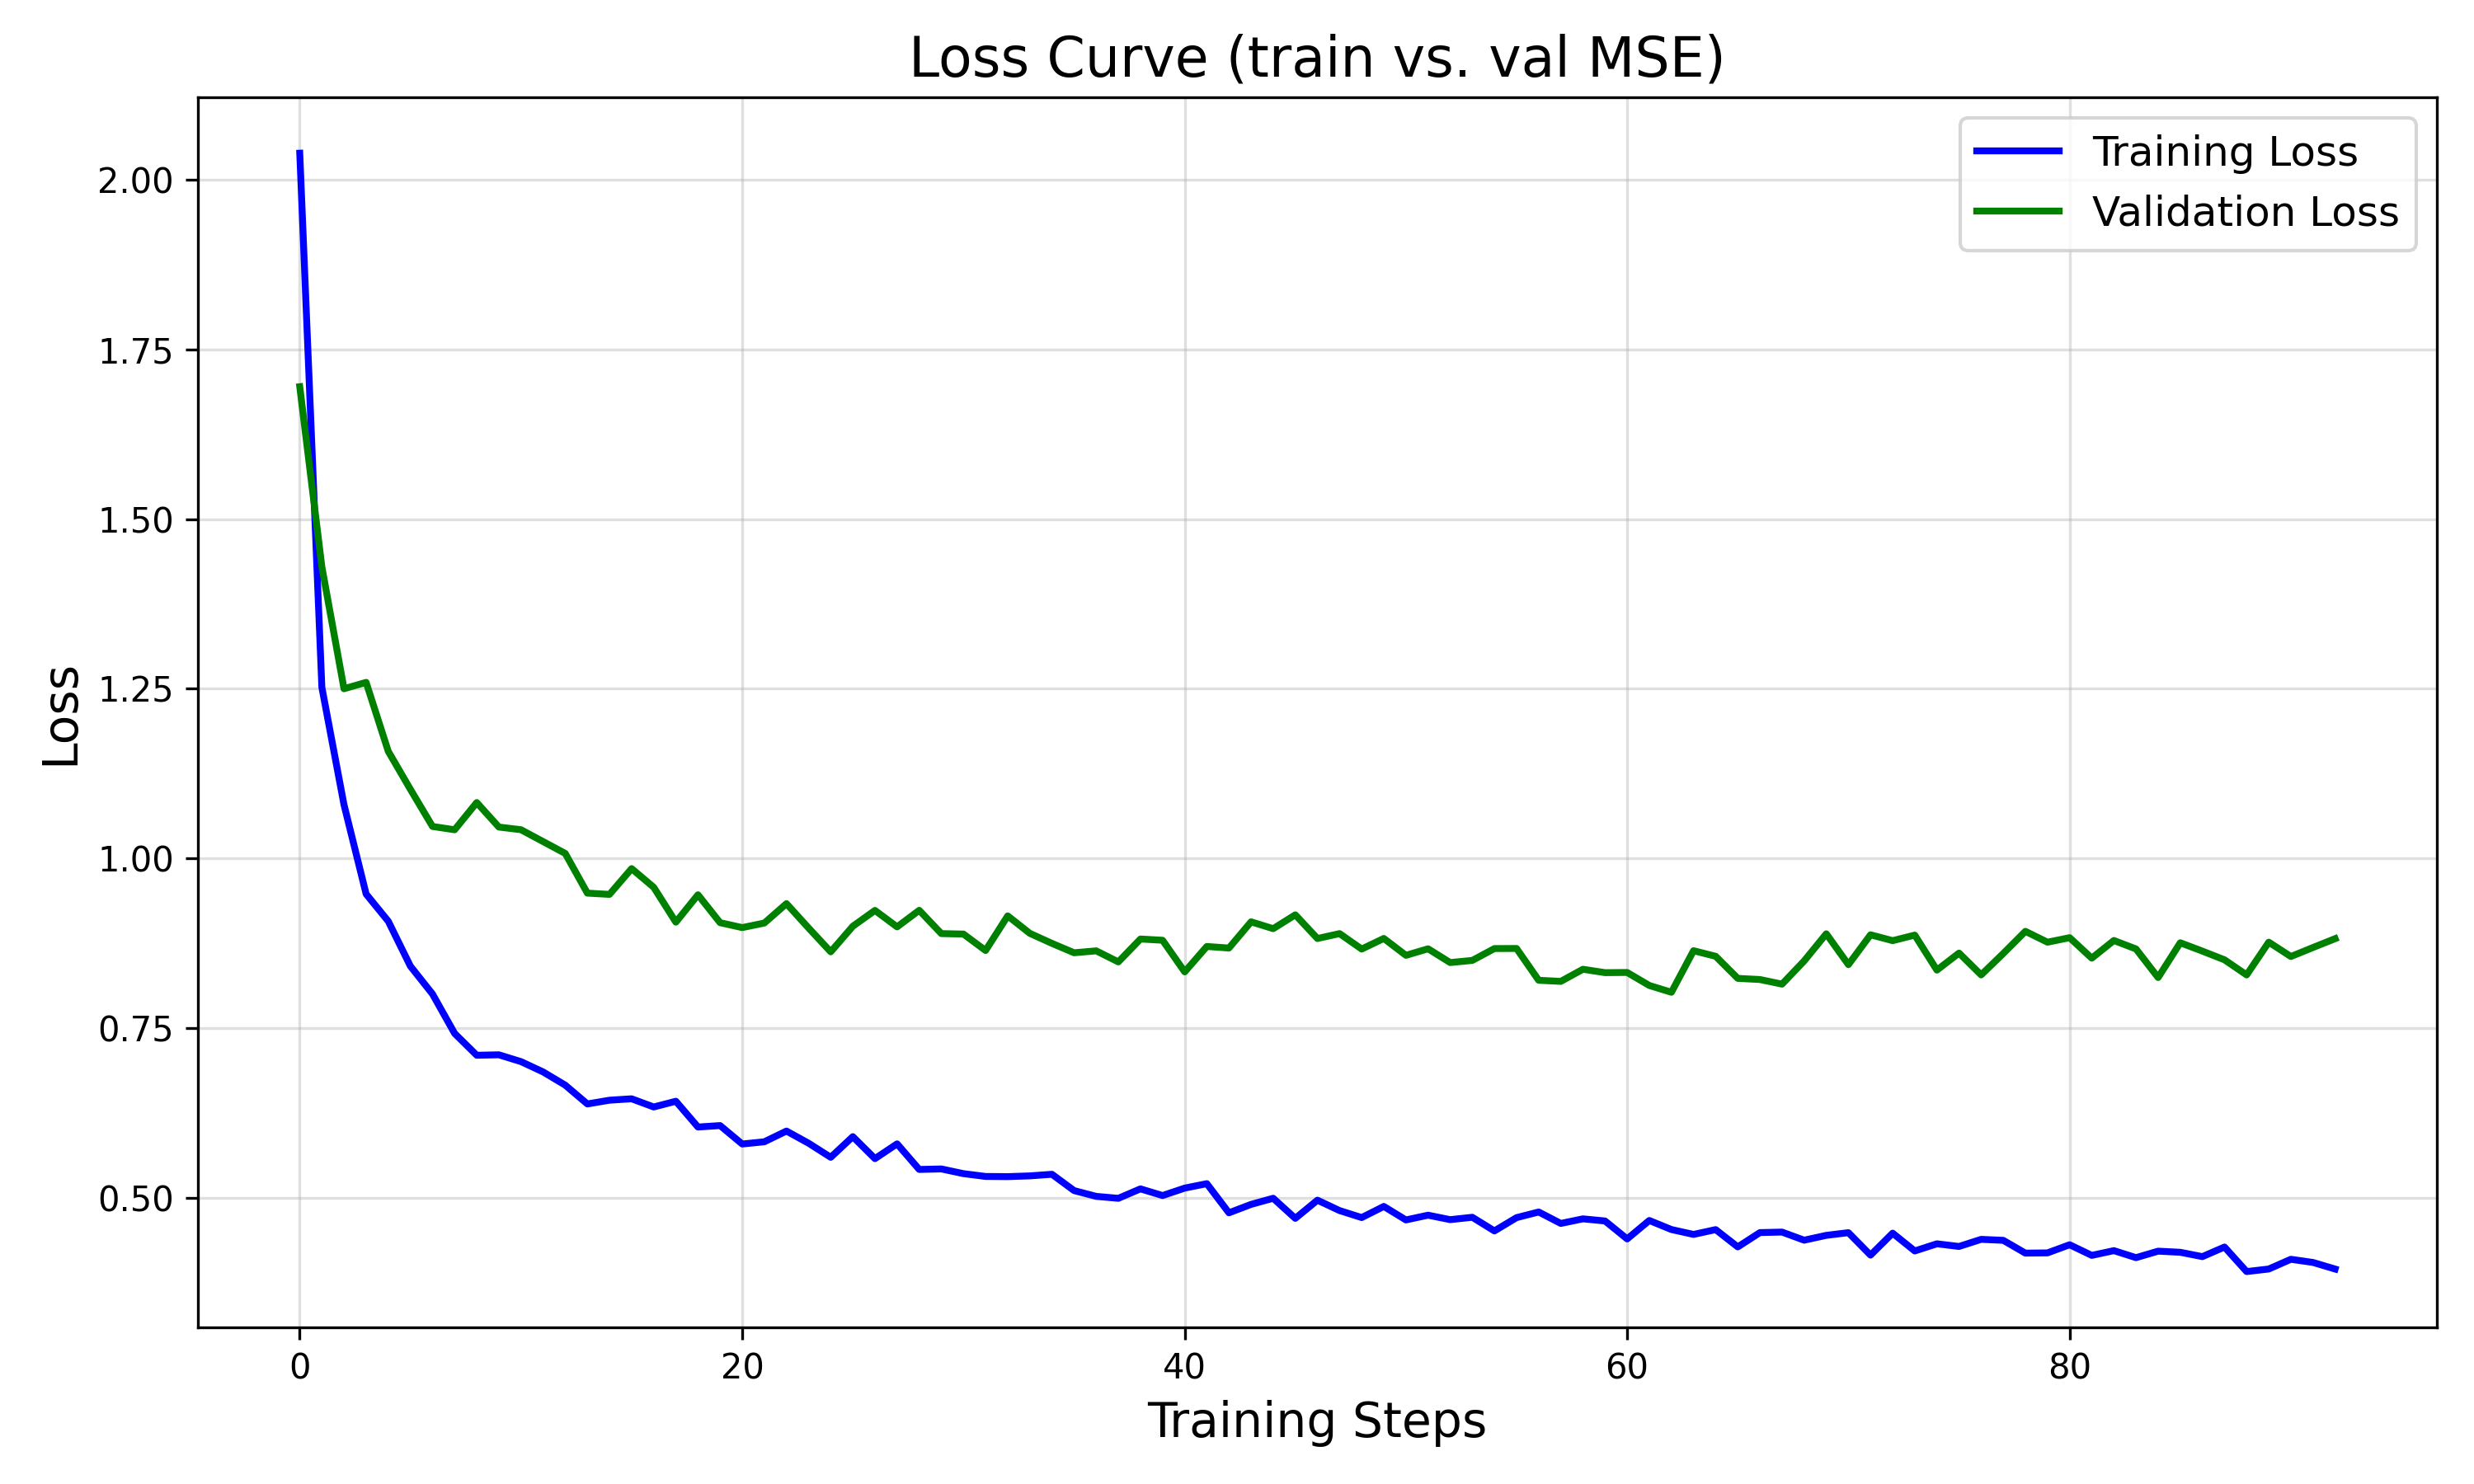 Loss Curve (train vs. val MSE)
Training Loss
Validation Loss
Loss
2.00
1.75
1.50
1.25
1.00
0.75
0.50
0 20 40 60 80
Training Steps